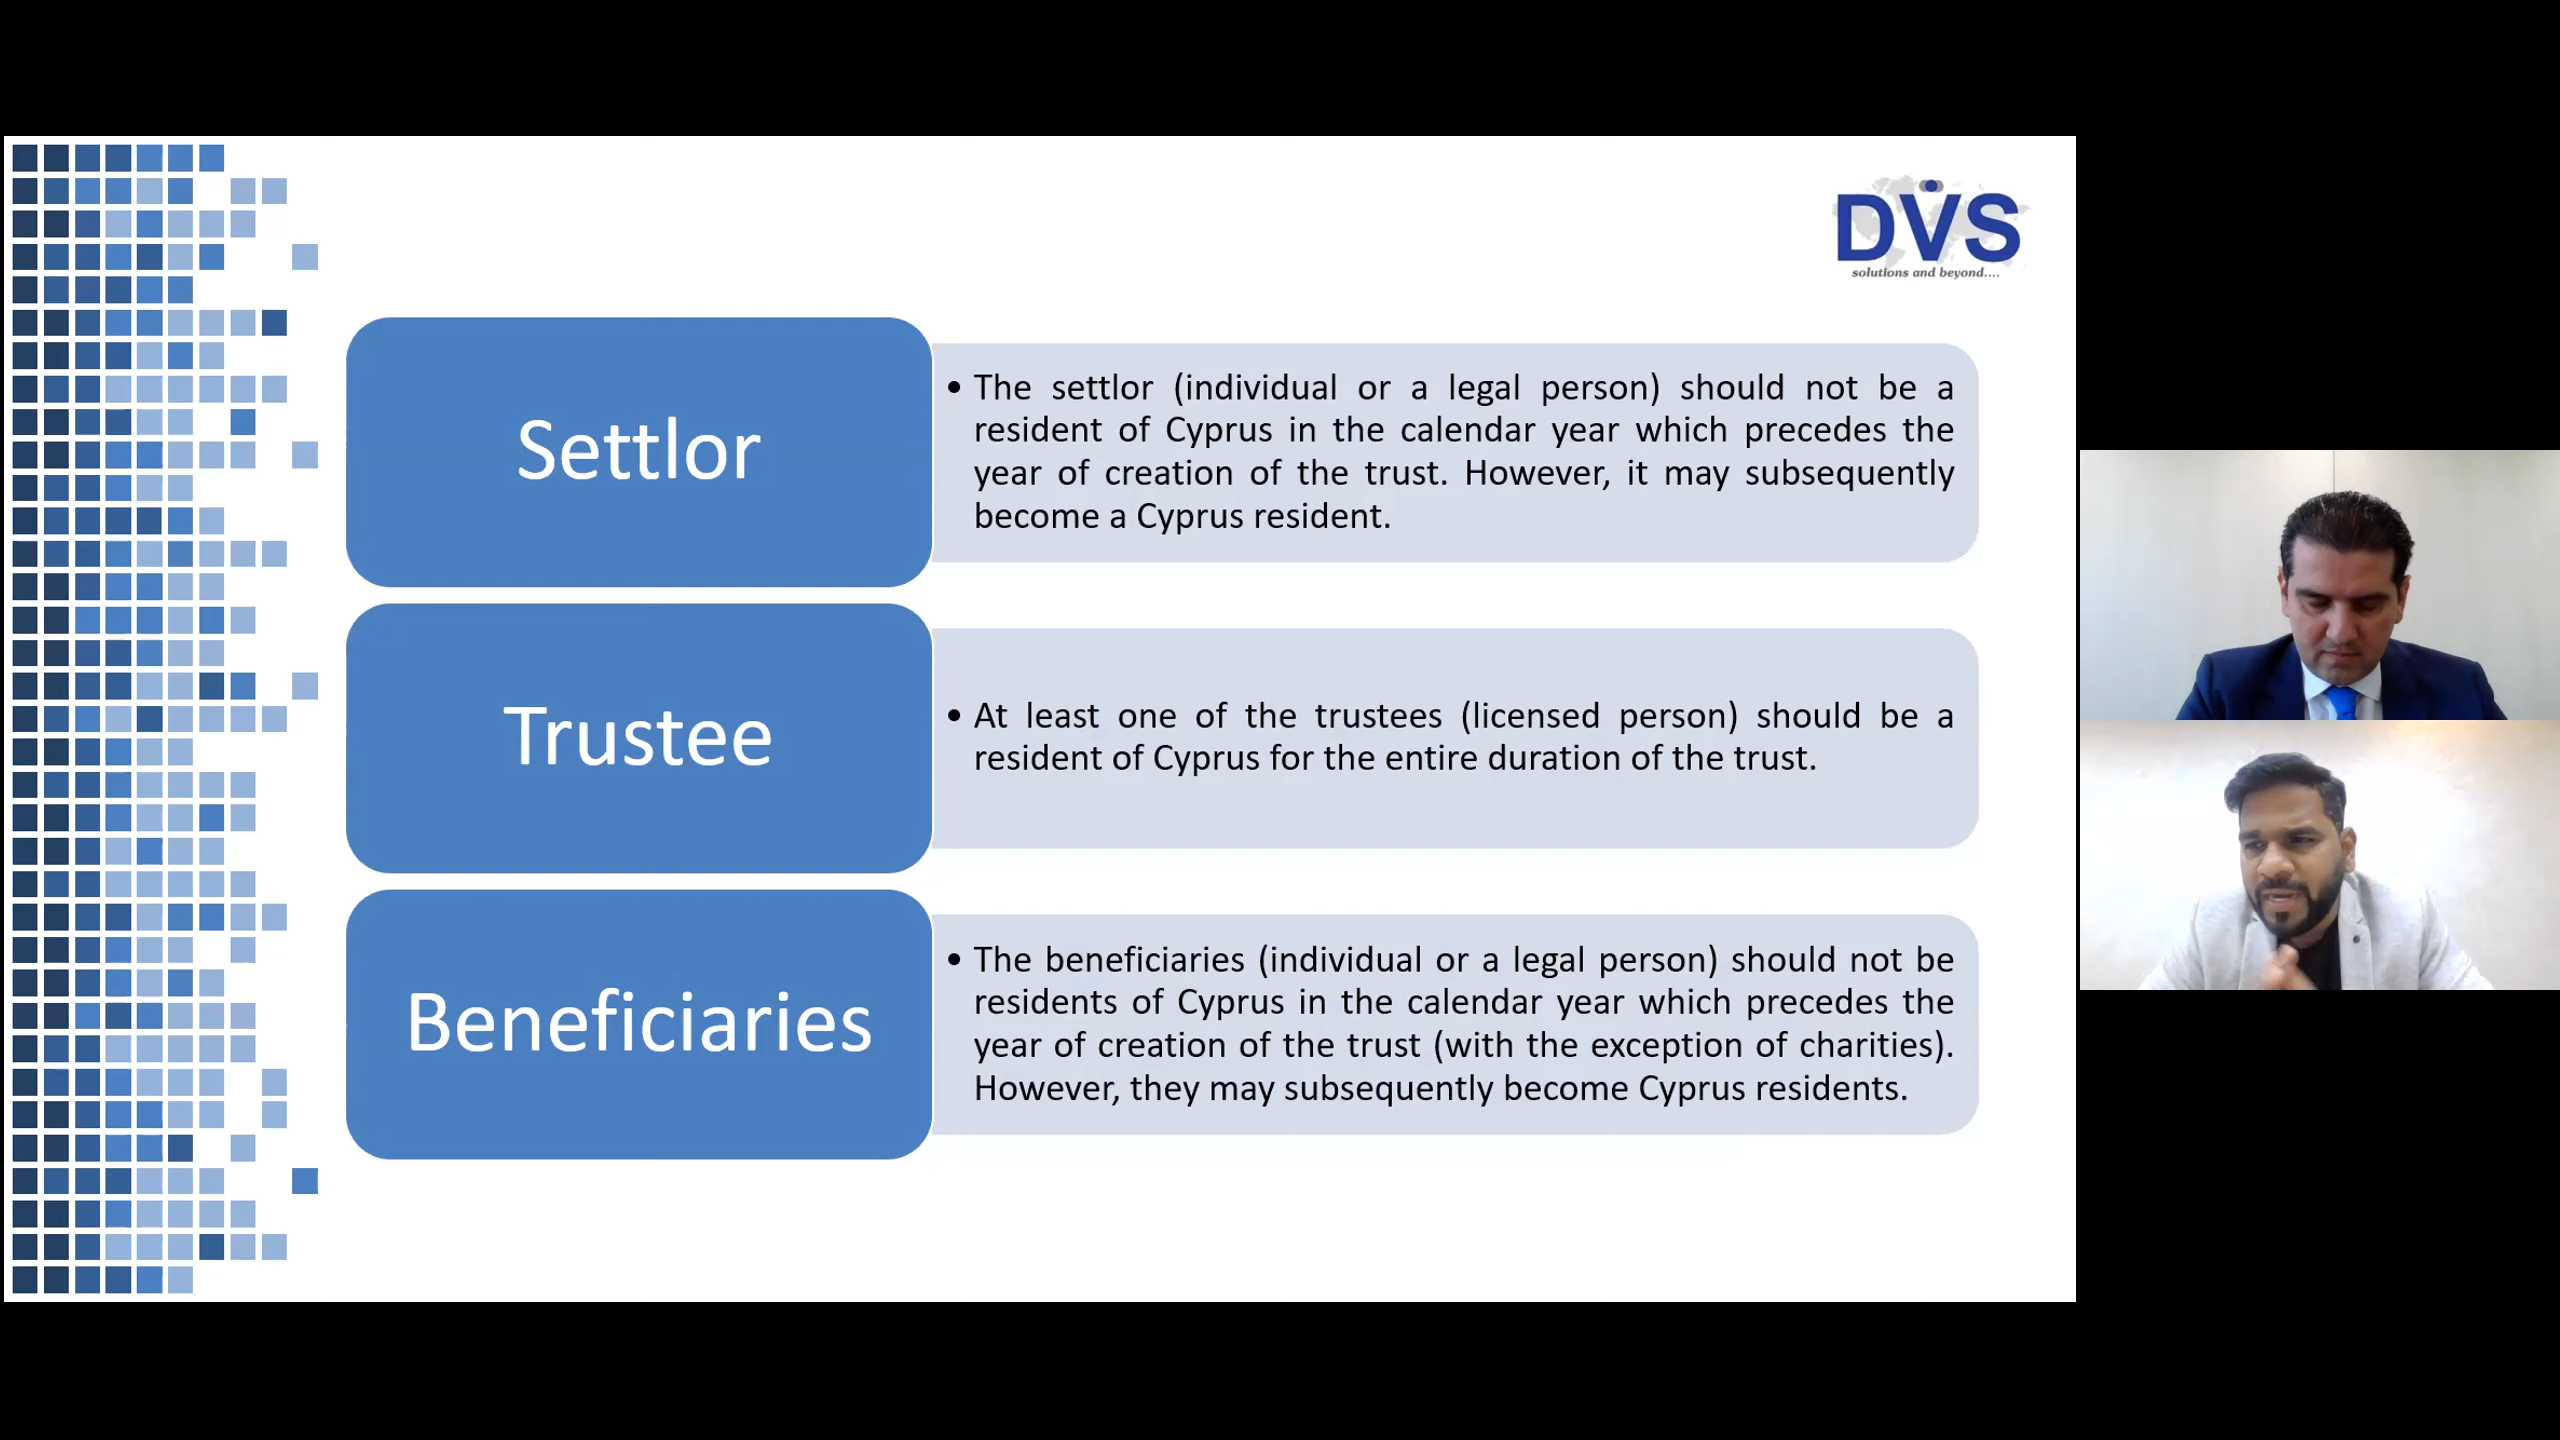 DVS
solutions and beyond....
Settlor
• The settlor (individual or a legal person) should not be a
resident of Cyprus in the calendar year which precedes the
year of creation of the trust. However, it may subsequently
become a Cyprus resident.
Trustee
• At least one of the trustees (licensed person) should be a
resident of Cyprus for the entire duration of the trust.
Beneficiaries
• The beneficiaries (individual or a legal person) should not be
residents of Cyprus in the calendar year which precedes the
year of creation of the trust (with the exception of charities).
However, they may subsequently become Cyprus residents.